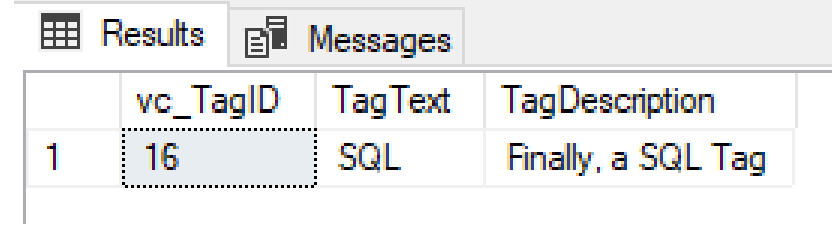 Results Messages
vc_TagID TagText TagDescription
1 16 SQL Finally, a SQL Tag